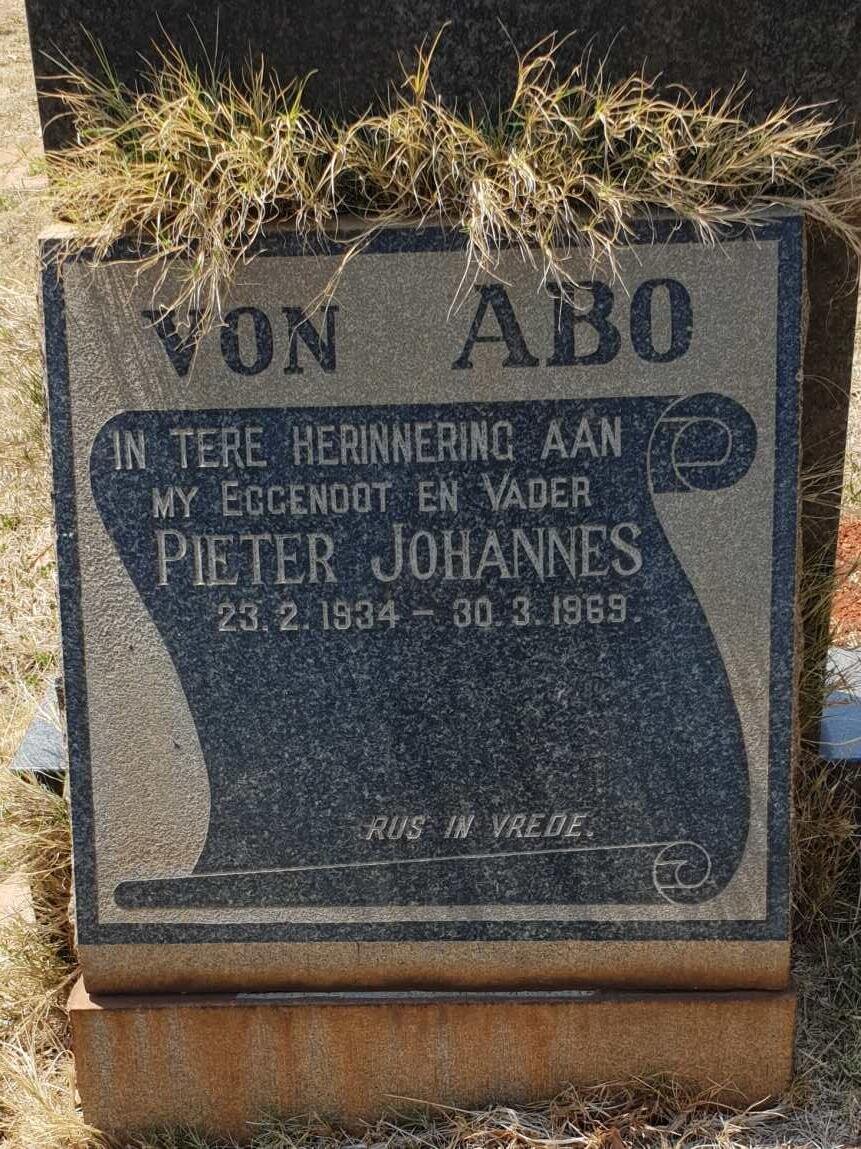 VON ABO
IN TERE HERINNERING AAN
MY EGGENOOT EN VADER
PIETER JOHANNES
23. 2. 1934 – 30. 3. 1969.
RUS IN VREDE.